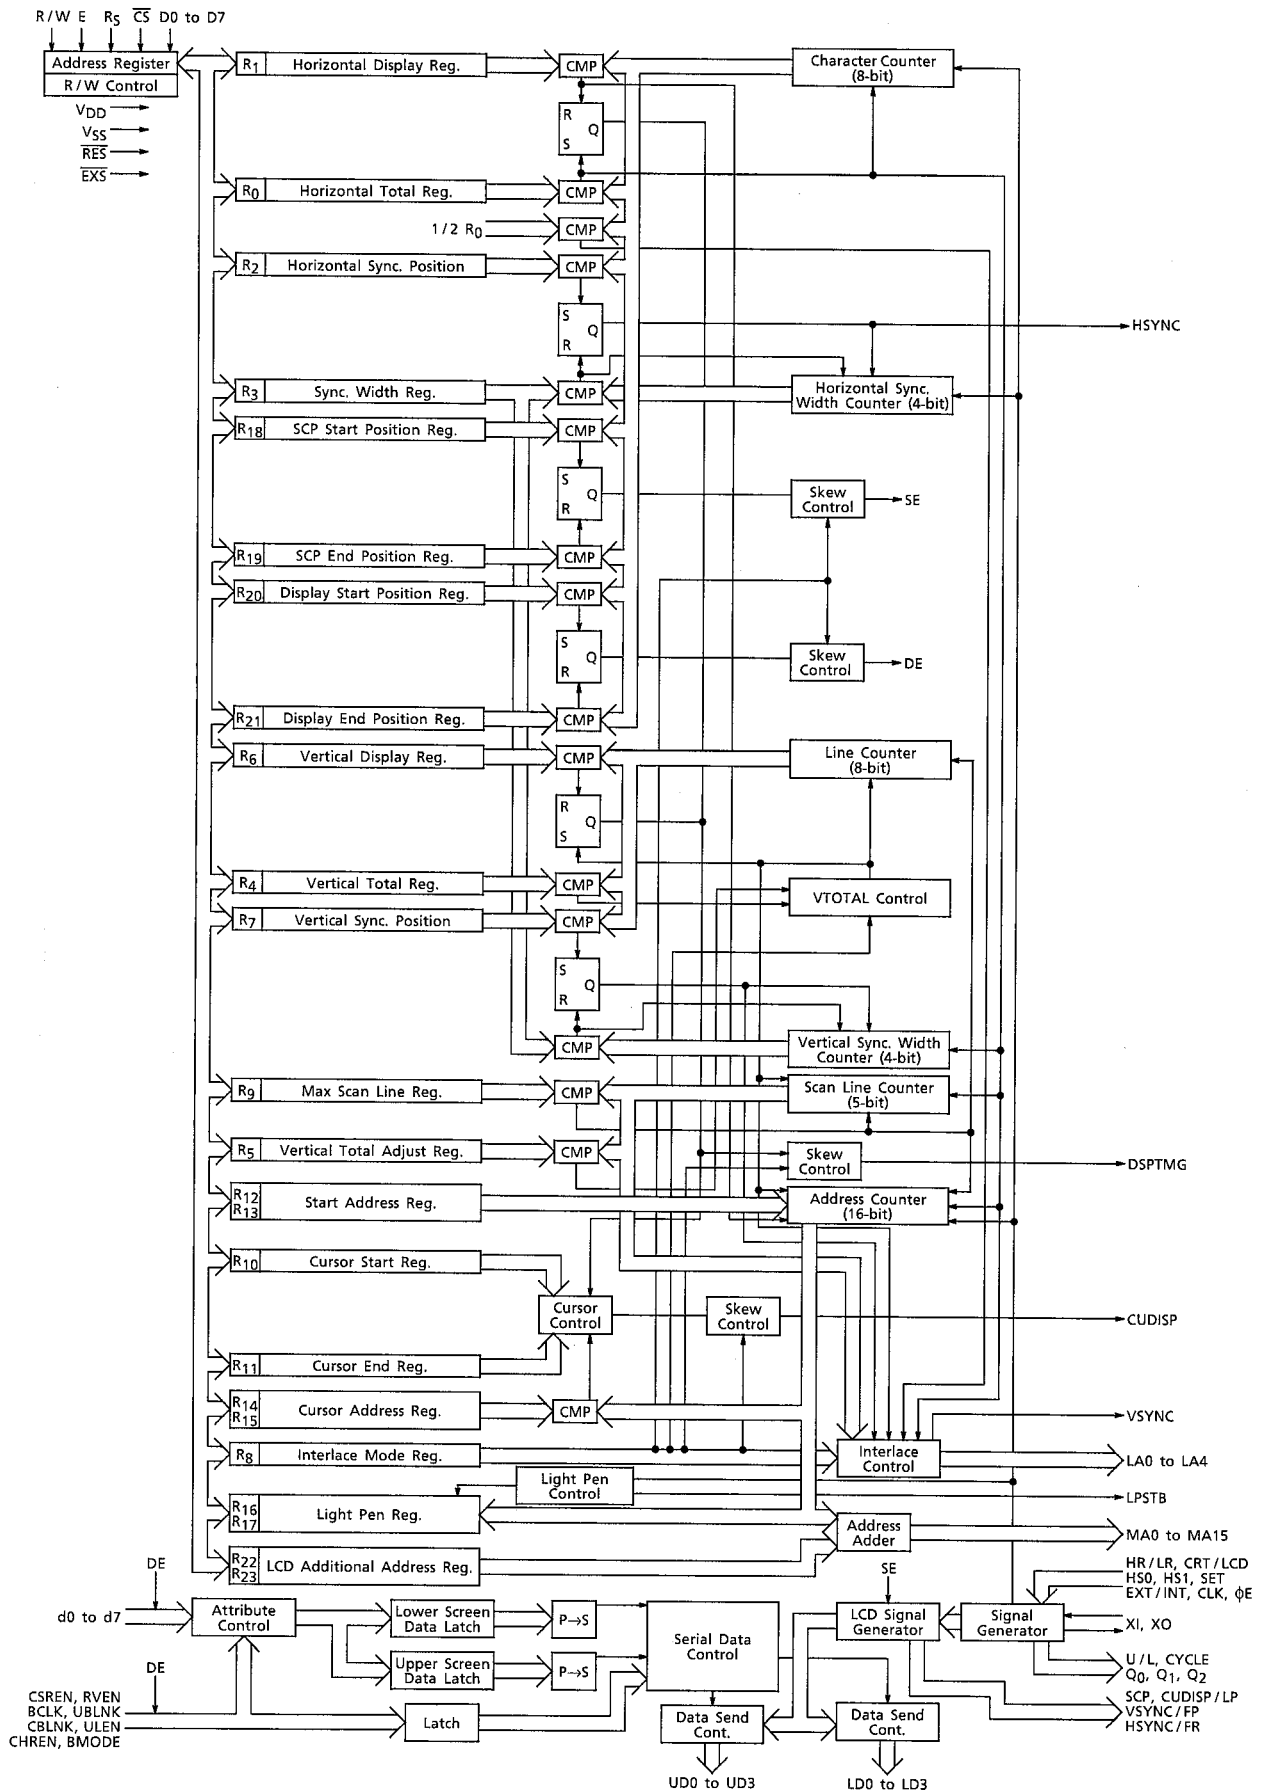 R/W E RS CS D0 to D7
Address Register
R/W Control
VDD
VSS
RES
EXS
R1 Horizontal Display Reg.
CMP
Character Counter
(8-bit)
R
Q
S
R0 Horizontal Total Reg.
CMP
1/2 R0
CMP
R2 Horizontal Sync. Position
CMP
S
Q
R
HSYNC
R3 Sync. Width Reg.
CMP
Horizontal Sync.
Width Counter (4-bit)
R18 SCP Start Position Reg.
CMP
S
Q
R
Skew
Control
SE
R19 SCP End Position Reg.
CMP
R20 Display Start Position Reg.
CMP
S
Q
R
Skew
Control
DE
R21 Display End Position Reg.
CMP
R6 Vertical Display Reg.
CMP
Line Counter
(8-bit)
R
Q
S
R4 Vertical Total Reg.
CMP
VTOTAL Control
R7 Vertical Sync. Position
CMP
S
Q
R
CMP
Vertical Sync. Width
Counter (4-bit)
R9 Max Scan Line Reg.
CMP
Scan Line Counter
(5-bit)
R5 Vertical Total Adjust Reg.
CMP
Skew
Control
DSPTMG
R12
R13
Start Address Reg.
Address Counter
(16-bit)
R10 Cursor Start Reg.
Cursor
Control
Skew
Control
CUDISP
R11 Cursor End Reg.
R14
R15
Cursor Address Reg.
CMP
VSYNC
R8 Interlace Mode Reg.
Interlace
Control
LA0 to LA4
Light Pen
Control
LPSTB
R16
R17
Light Pen Reg.
Address
Adder
MA0 to MA15
R22
R23
LCD Additional Address Reg.
HR/LR, CRT/LCD
HS0, HS1, SET
EXT/INT, CLK, ϕE
DE
SE
d0 to d7
Attribute
Control
Lower Screen
Data Latch
P→S
Serial Data
Control
LCD Signal
Generator
Signal
Generator
XI, XO
Upper Screen
Data Latch
P→S
U/L, CYCLE
Q0, Q1, Q2
DE
CSREN, RVEN
BCLK, UBLNK
CBLNK, ULEN
CHREN, BMODE
Latch
Data Send
Cont.
Data Send
Cont.
SCP, CUDISP/LP
VSYNC/FP
HSYNC/FR
UD0 to UD3
LD0 to LD3